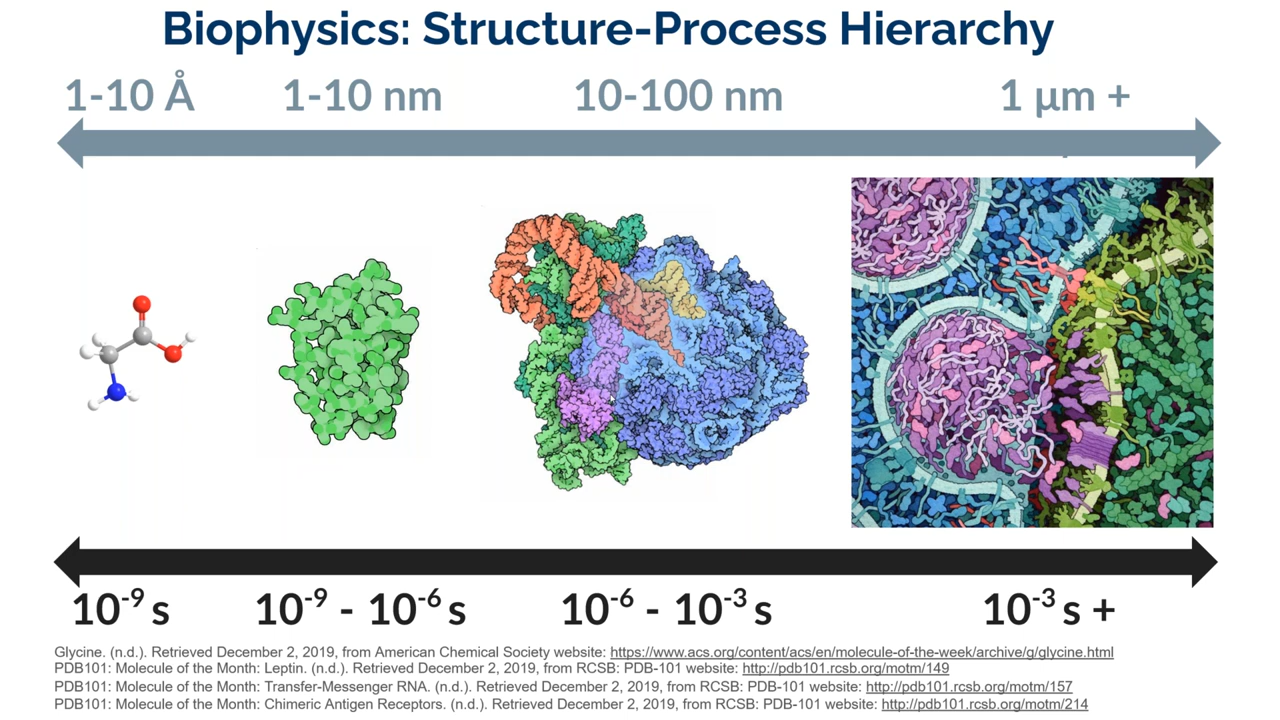 Biophysics: Structure-Process Hierarchy
1-10 Å 1-10 nm 10-100 nm 1 µm +
10⁻⁹ s 10⁻⁹ - 10⁻⁶ s 10⁻⁶ - 10⁻³ s 10⁻³ s +
Glycine. (n.d.). Retrieved December 2, 2019, from American Chemical Society website: https://www.acs.org/content/acs/en/molecule-of-the-week/archive/g/glycine.html
PDB101: Molecule of the Month: Leptin. (n.d.). Retrieved December 2, 2019, from RCSB: PDB-101 website: http://pdb101.rcsb.org/motm/149
PDB101: Molecule of the Month: Transfer-Messenger RNA. (n.d.). Retrieved December 2, 2019, from RCSB: PDB-101 website: http://pdb101.rcsb.org/motm/157
PDB101: Molecule of the Month: Chimeric Antigen Receptors. (n.d.). Retrieved December 2, 2019, from RCSB: PDB-101 website: http://pdb101.rcsb.org/motm/214